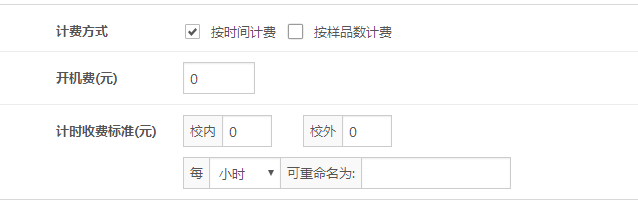 计费方式 按时间计费 按样品数计费
开机费(元) 0
计时收费标准(元) 校内 0 校外 0
每 小时 可重命名为: